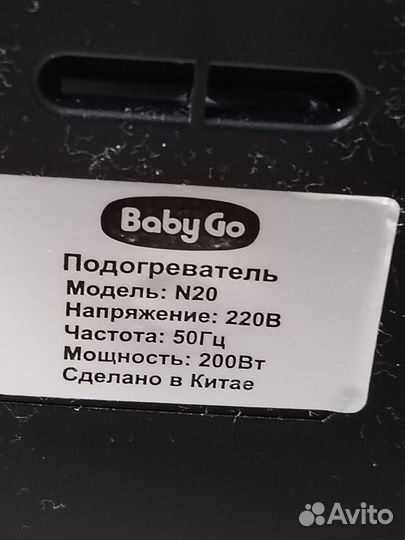 Baby Go
Подогреватель
Модель: N20
Напряжение: 220В
Частота: 50Гц
Мощность: 200Вт
Сделано в Китае
Avito